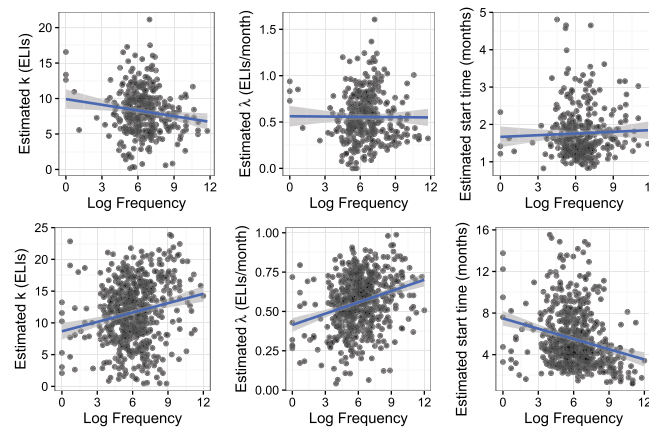 Estimated k (ELIs)
20
15
10
5
0
0 3 6 9 12
Log Frequency
Estimated λ (ELIs/month)
1.5
1.0
0.5
0.0
0 3 6 9 12
Log Frequency
Estimated start time (months)
5
4
3
2
1
0 3 6 9 12
Log Frequency
Estimated k (ELIs)
25
20
15
10
5
0
0 3 6 9 12
Log Frequency
Estimated λ (ELIs/month)
1.00
0.75
0.50
0.25
0.00
0 3 6 9 12
Log Frequency
Estimated start time (months)
16
12
8
4
0 3 6 9 12
Log Frequency